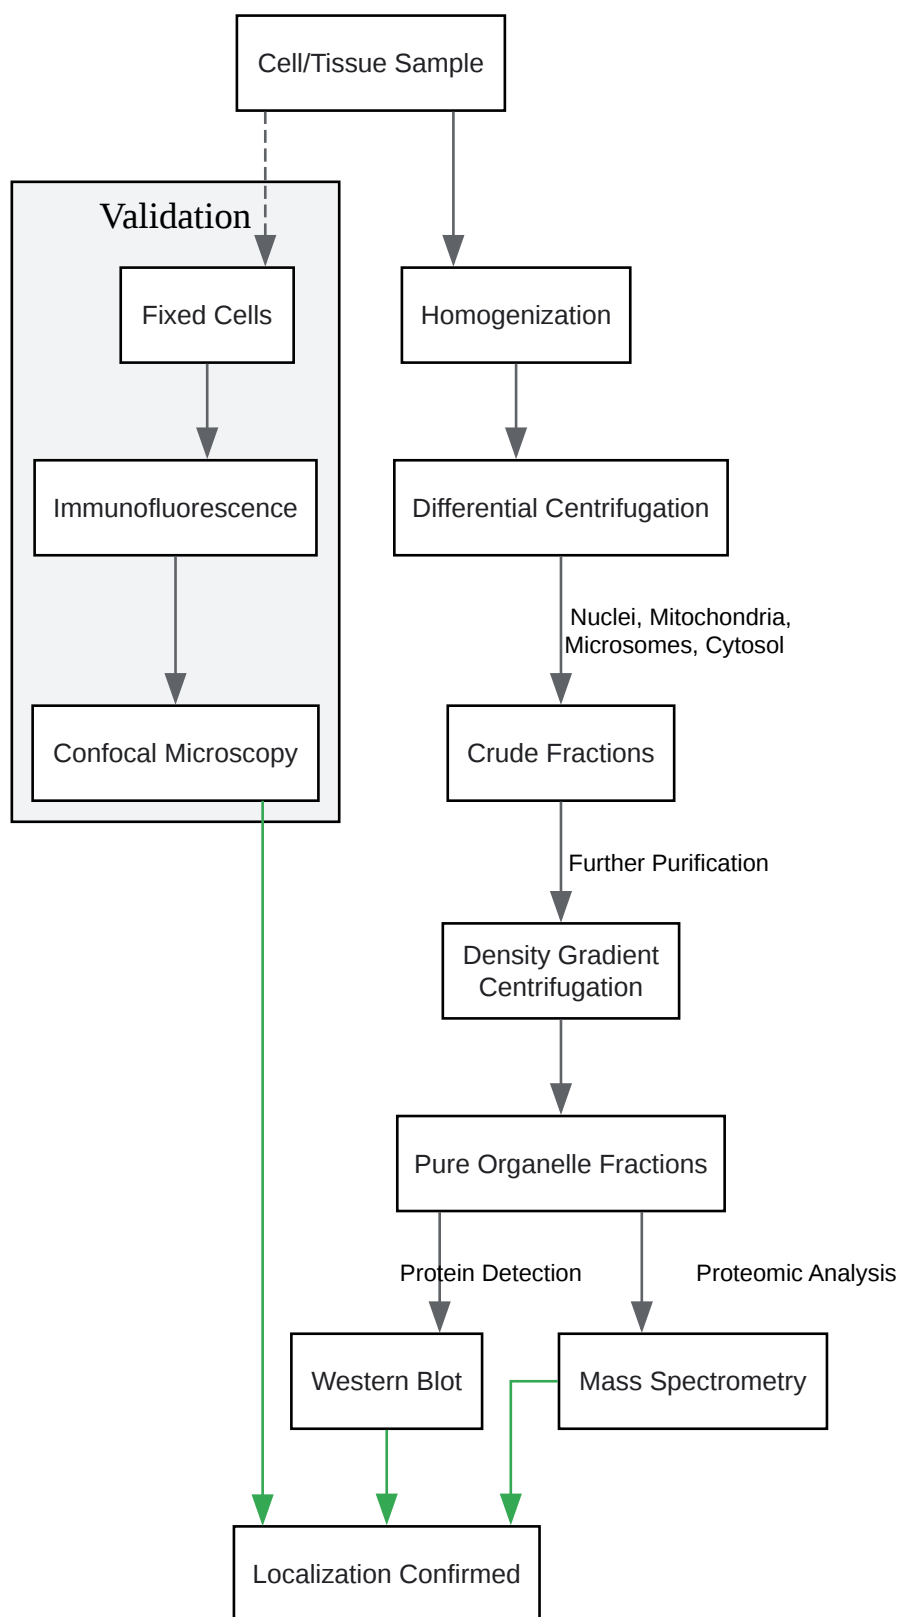 Cell/Tissue Sample
Validation
Fixed Cells
Homogenization
Immunofluorescence
Differential Centrifugation
Nuclei, Mitochondria,
Microsomes, Cytosol
Confocal Microscopy
Crude Fractions
Further Purification
Density Gradient
Centrifugation
Pure Organelle Fractions
Protein Detection
Proteomic Analysis
Western Blot
Mass Spectrometry
Localization Confirmed